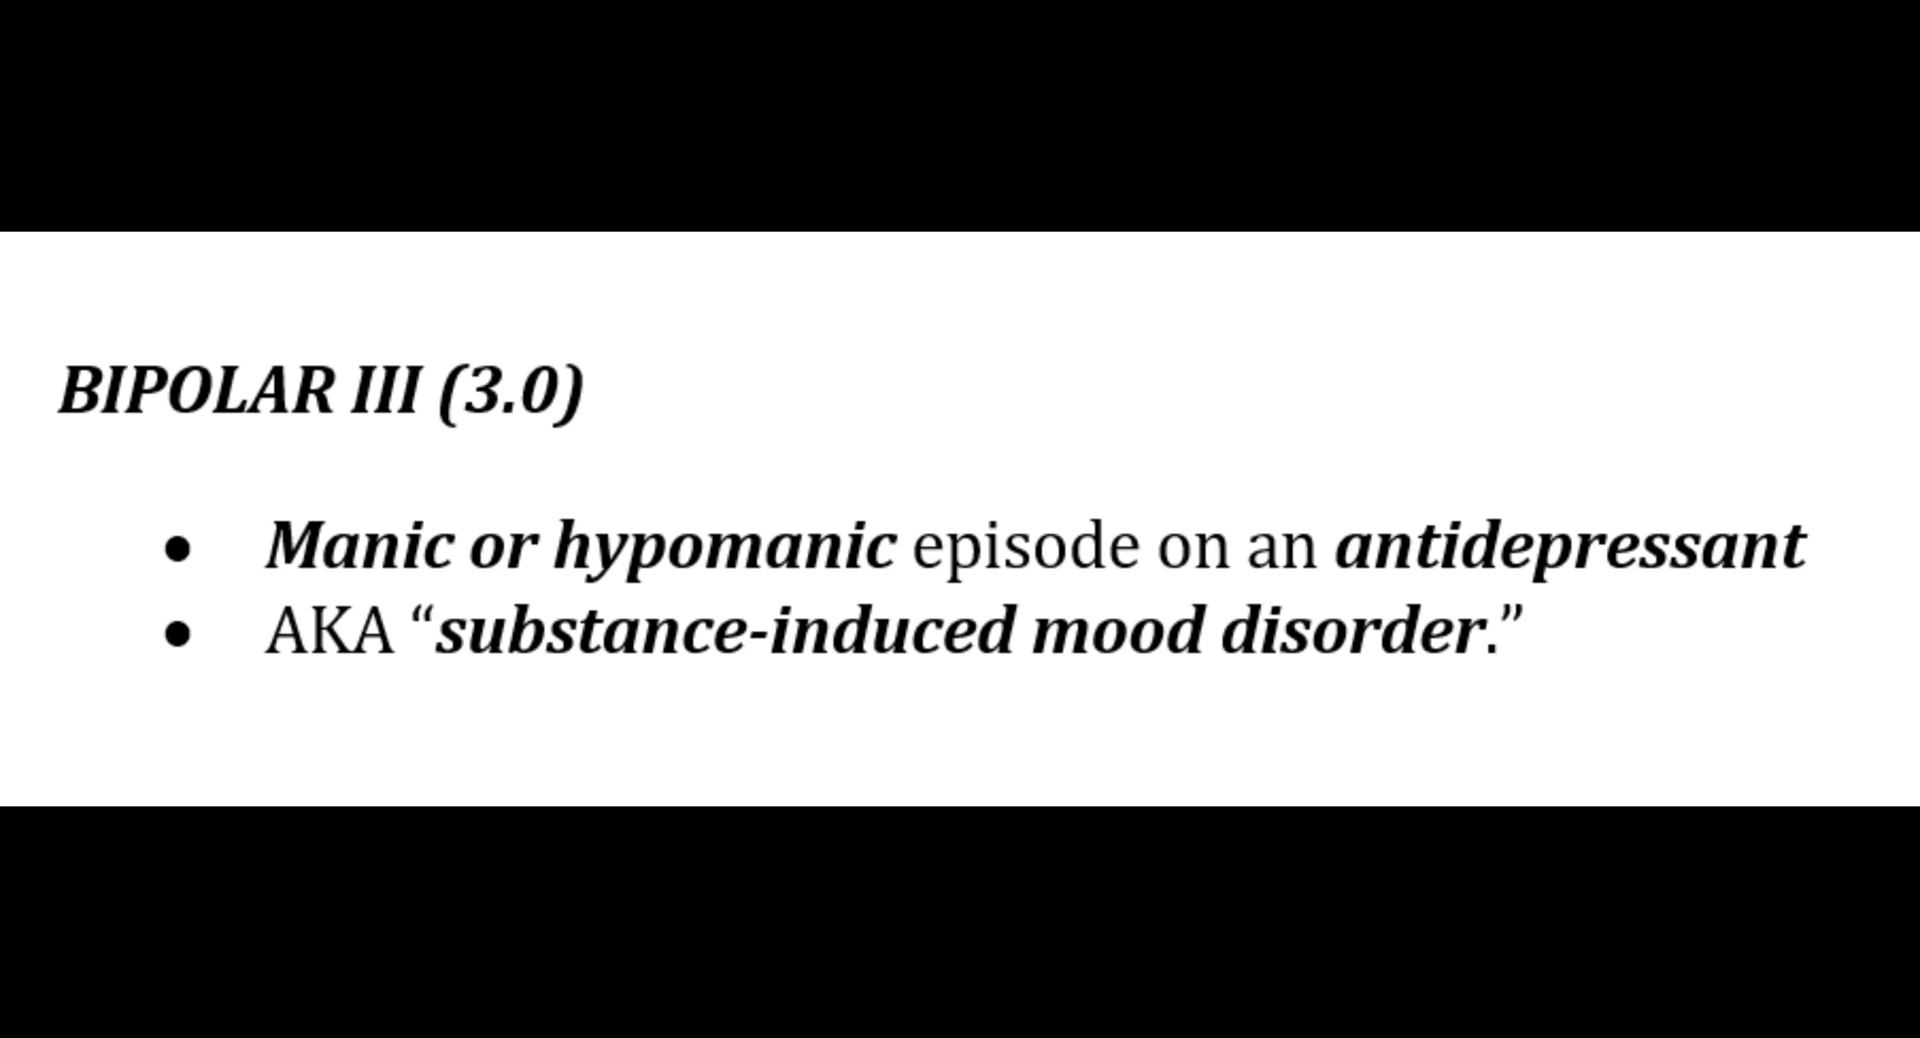 BIPOLAR III (3.0)
● Manic or hypomanic episode on an antidepressant
● AKA “substance-induced mood disorder.”